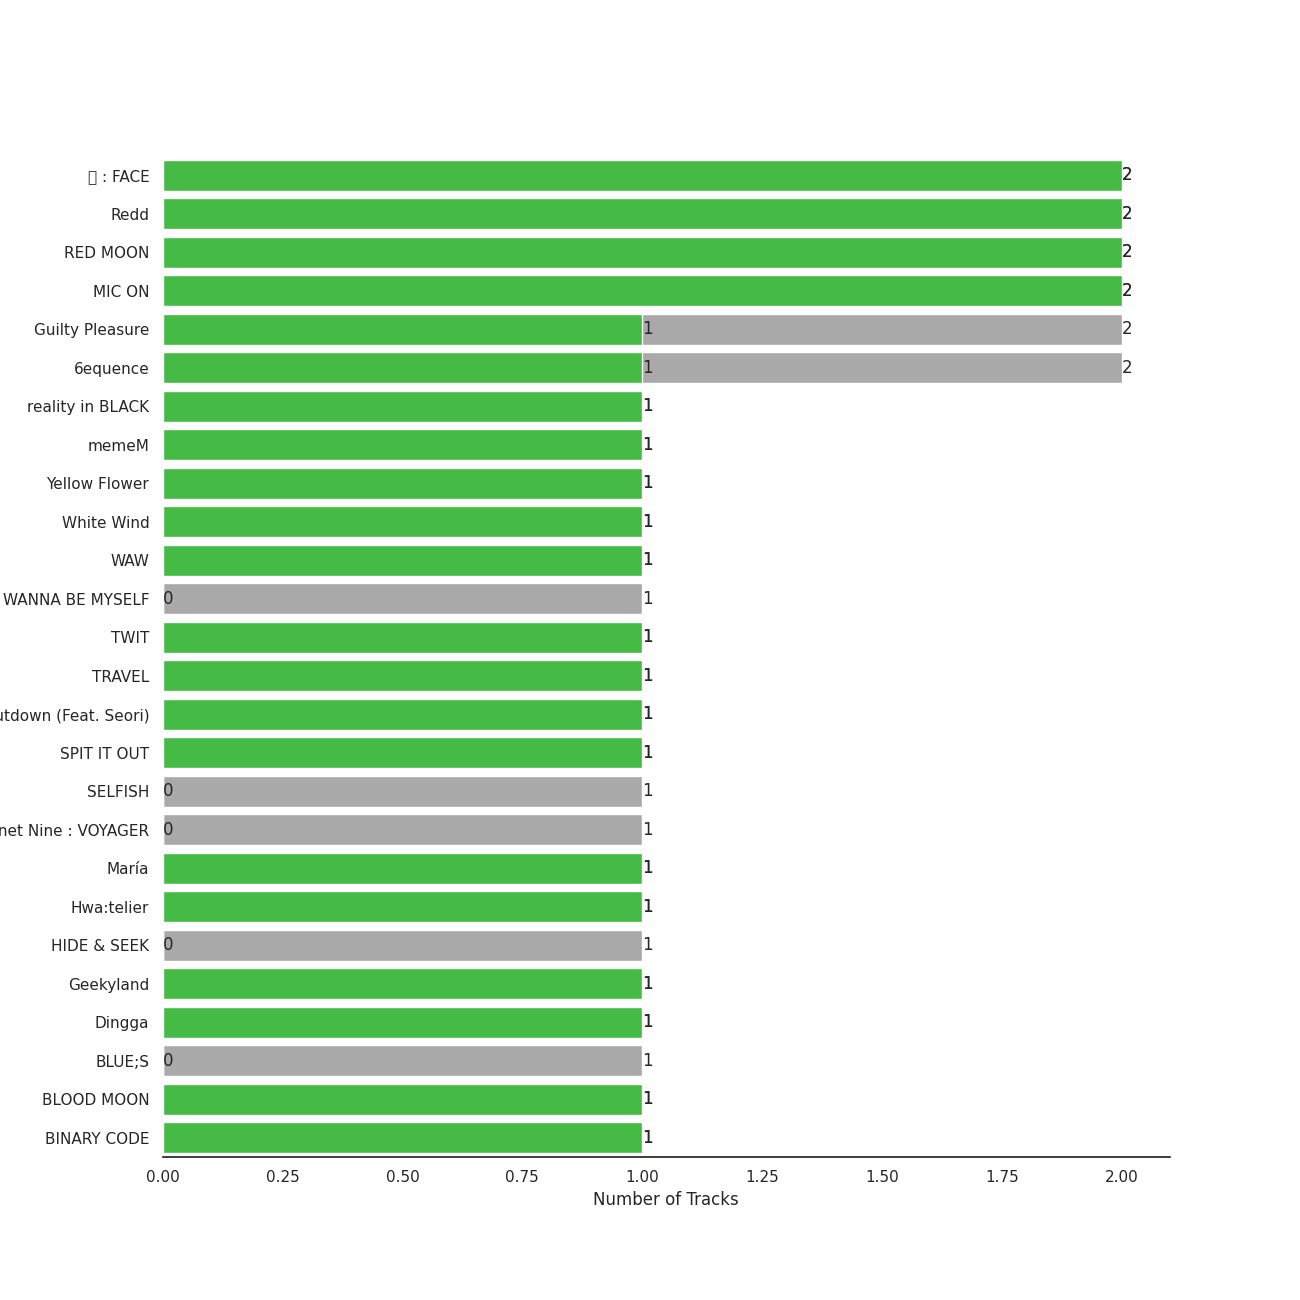 : FACE 2
Redd 2
RED MOON 2
MIC ON 2
Guilty Pleasure 1 2
6equence 1 2
reality in BLACK 1
memeM 1
Yellow Flower 1
White Wind 1
WAW 1
WANNA BE MYSELF 0 1
TWIT 1
TRAVEL 1
utdown (Feat. Seori) 1
SPIT IT OUT 1
SELFISH 0 1
net Nine : VOYAGER 0 1
María 1
Hwa:telier 1
HIDE & SEEK 0 1
Geekyland 1
Dingga 1
BLUE;S 0 1
BLOOD MOON 1
BINARY CODE 1
0.00 0.25 0.50 0.75 1.00 1.25 1.50 1.75 2.00
Number of Tracks